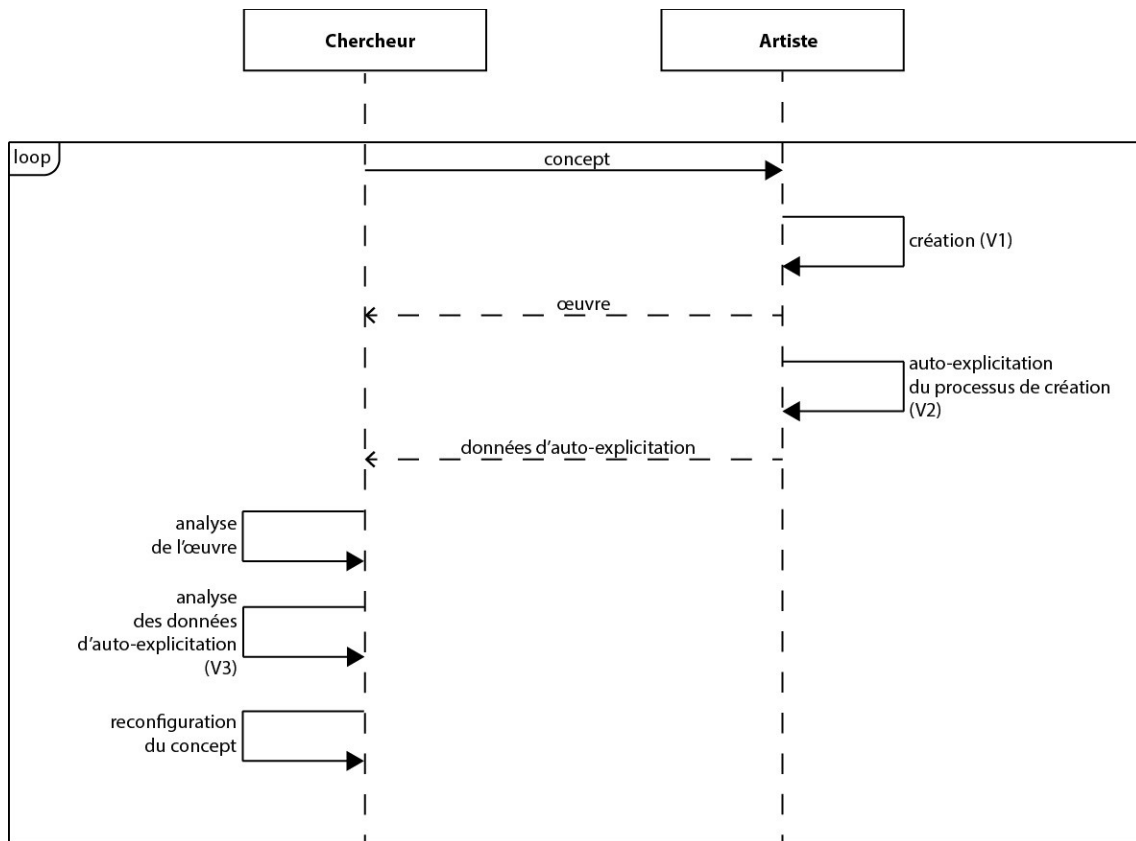 Chercheur
Artiste
loop
concept
création (V1)
œuvre
auto-explicitation
du processus de création
(V2)
données d’auto-explicitation
analyse
de l’œuvre
analyse
des données
d’auto-explicitation
(V3)
reconfiguration
du concept